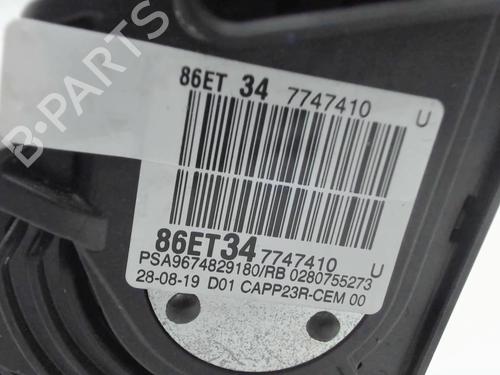 B-PARTS
86ET 34 7747410 U
86ET34 7747410 U
PSA9674829180/RB 0280755273
28-08-19 D01 CAPP23R-CEM 00